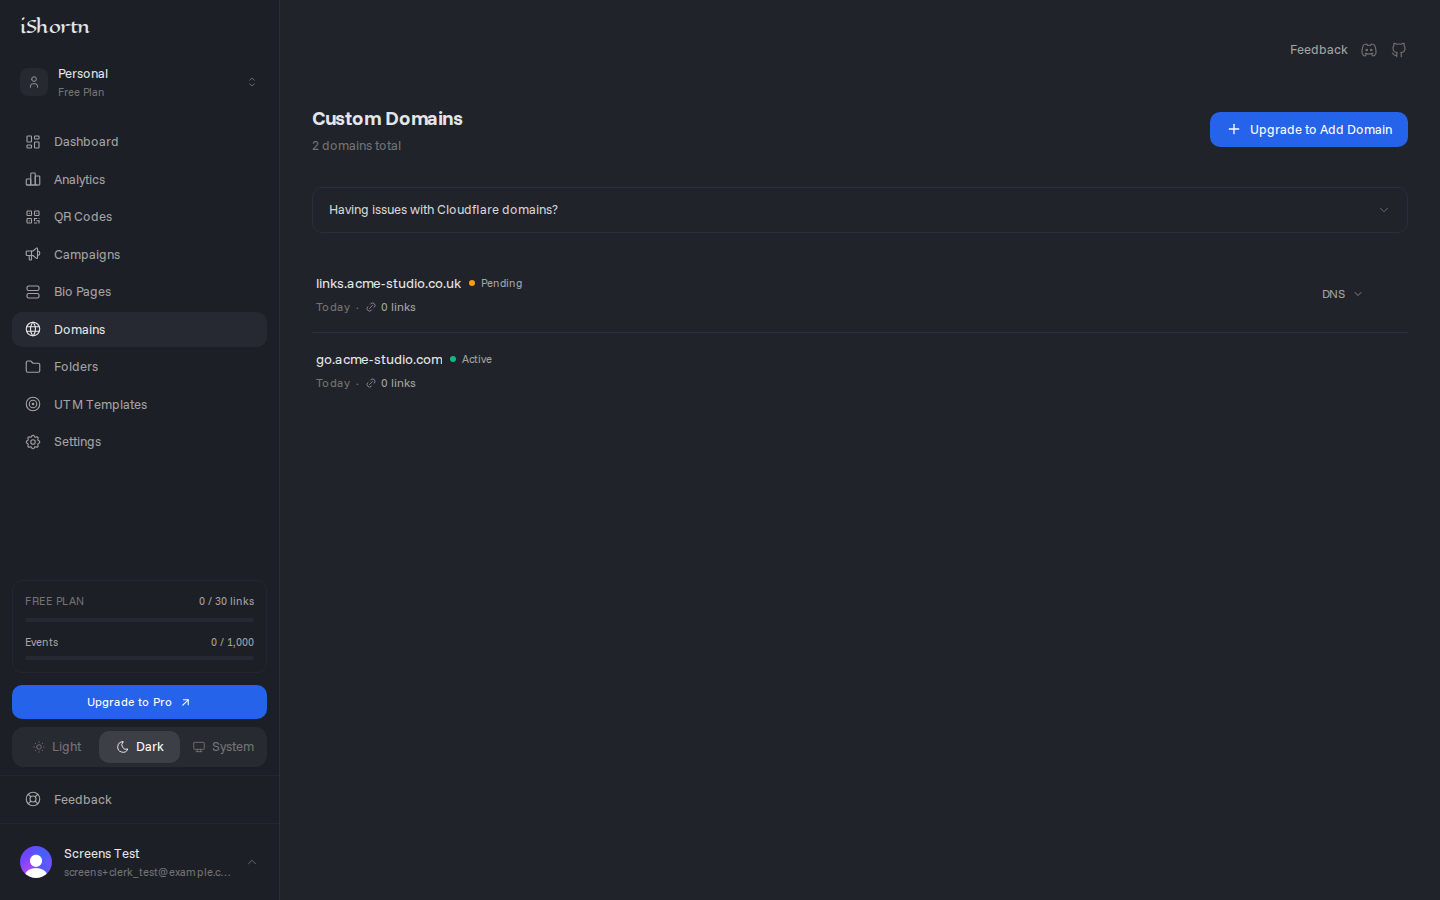 iShortn
Personal
Free Plan
Dashboard
Analytics
QR Codes
Campaigns
Bio Pages
Domains
Folders
UTM Templates
Settings
FREE PLAN 0 / 30 links
Events 0 / 1,000
Upgrade to Pro
Light Dark System
Feedback
Screens Test
screens+clerk_test@example.c...
Feedback
Custom Domains
2 domains total
Upgrade to Add Domain
Having issues with Cloudflare domains?
links.acme-studio.co.uk Pending
Today · 0 links
DNS
go.acme-studio.com Active
Today · 0 links